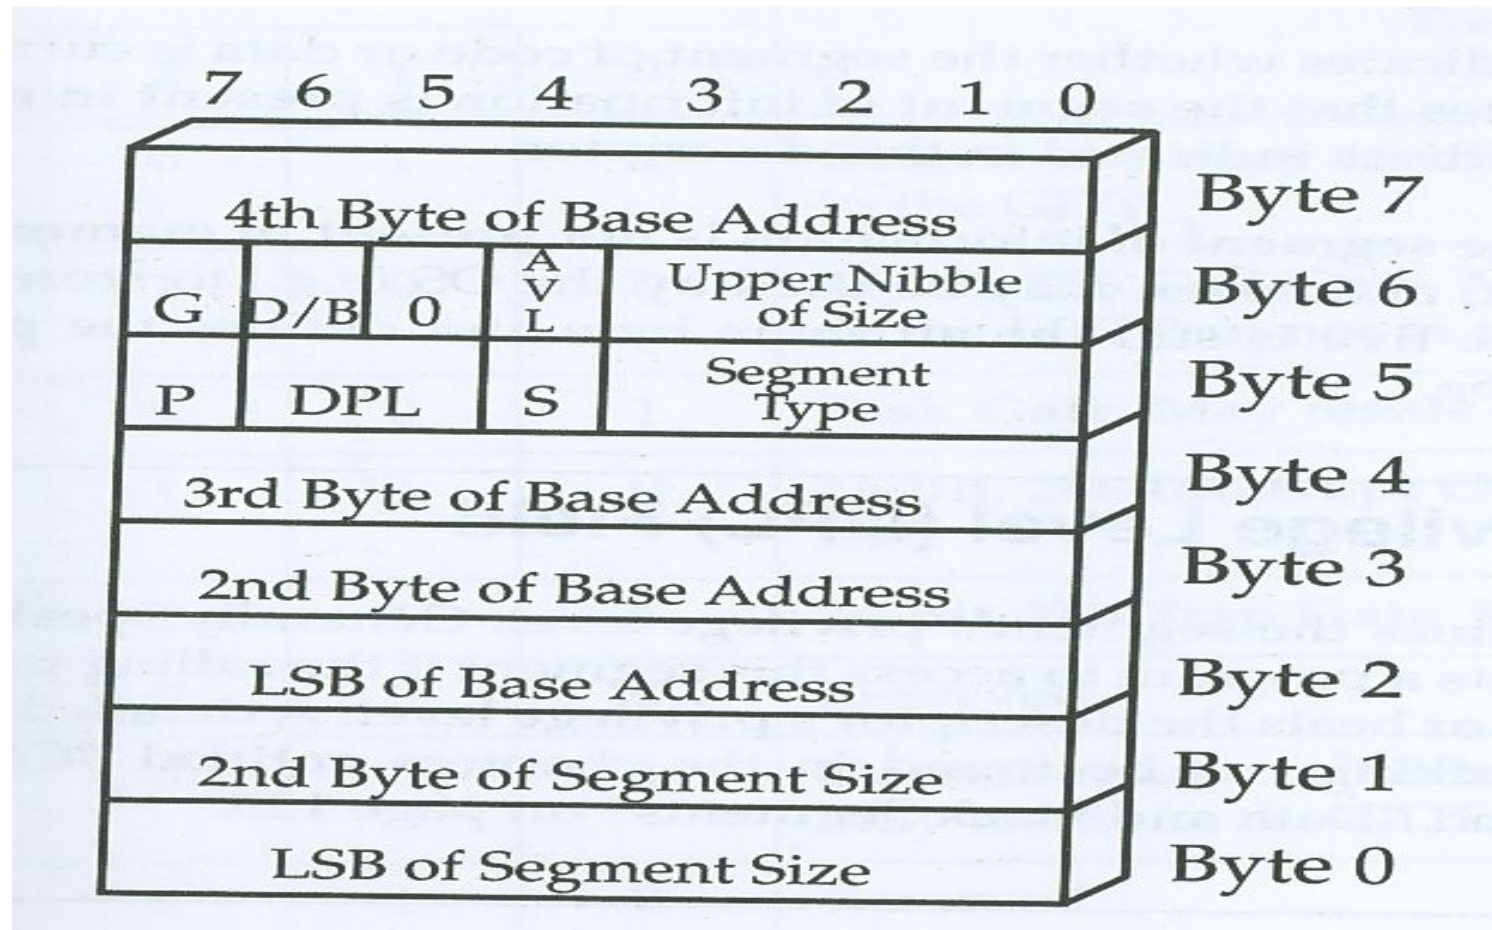 7 6 5 4 3 2 1 0
4th Byte of Base Address
Byte 7
G D/B 0 AVL Upper Nibble
of Size
Byte 6
P DPL S Segment
Type
Byte 5
3rd Byte of Base Address
Byte 4
2nd Byte of Base Address
Byte 3
LSB of Base Address
Byte 2
2nd Byte of Segment Size
Byte 1
LSB of Segment Size
Byte 0